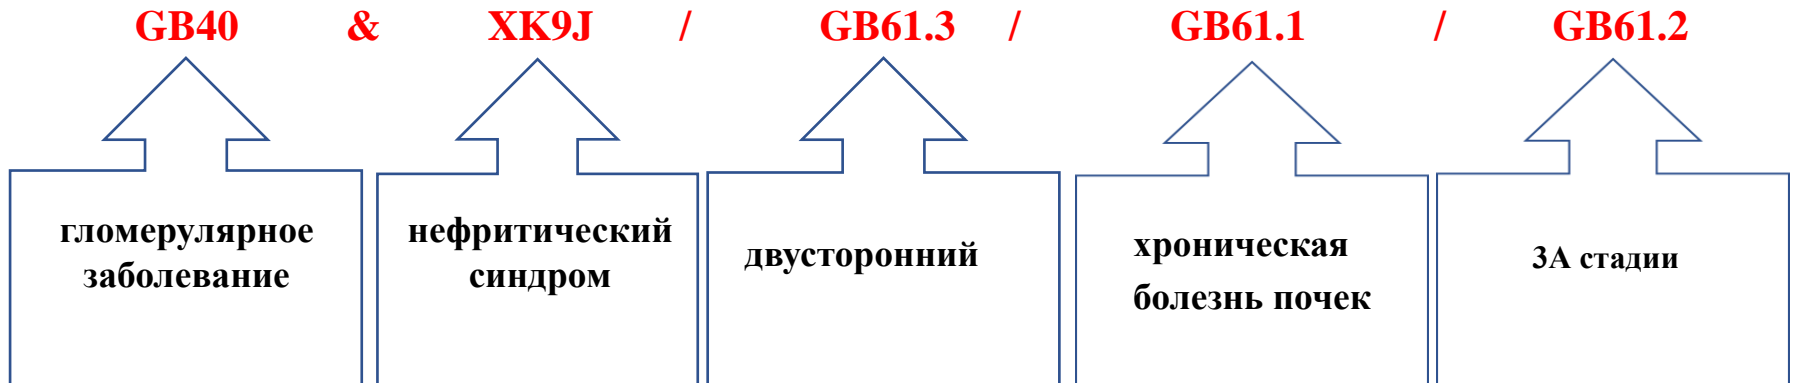 GB40 & XK9J / GB61.3 / GB61.1 / GB61.2
гломерулярное
заболевание
нефритический
синдром
двусторонний
хроническая
болезнь почек
3А стадии